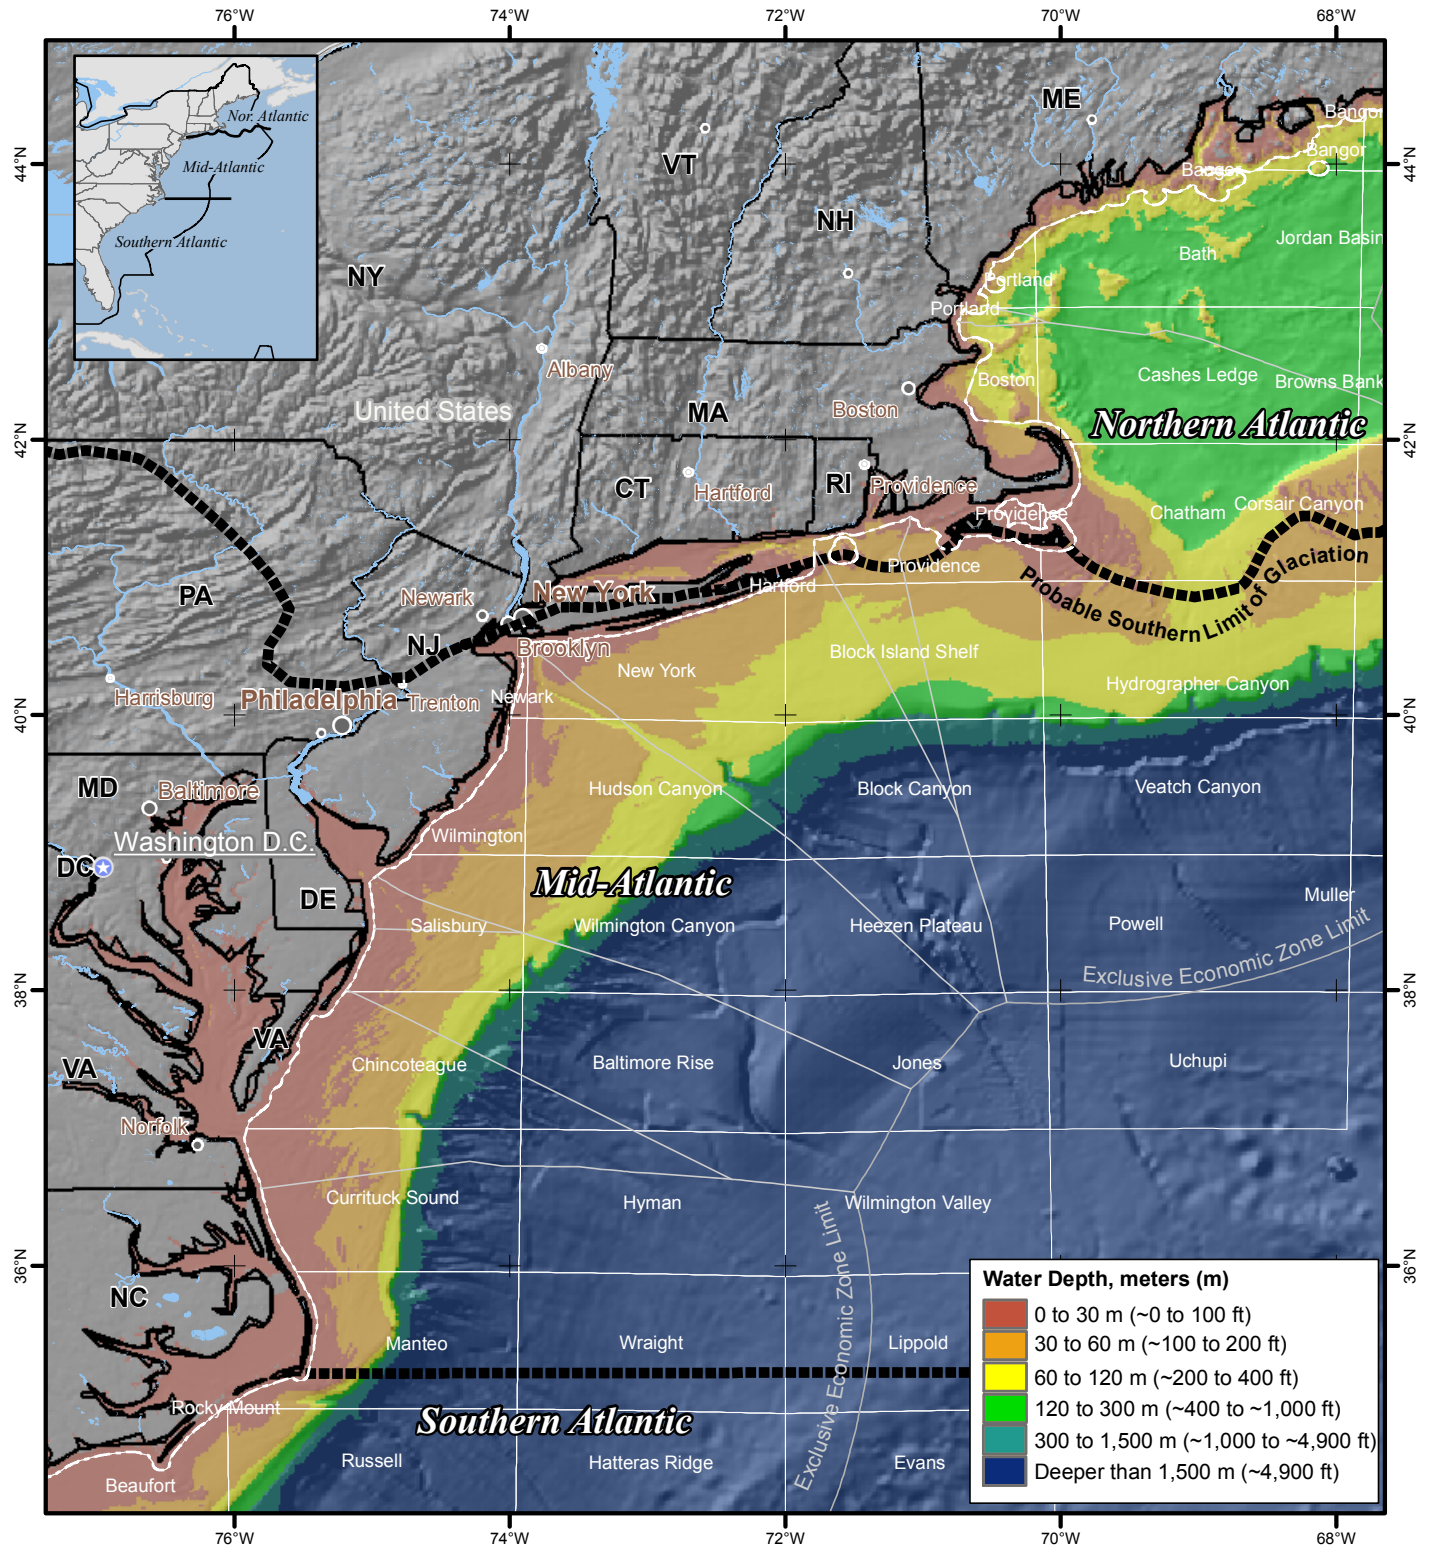 76°W
74°W
72°W
70°W
68°W
Nor. Atlantic
Mid-Atlantic
Southern Atlantic
ME
VT
NH
NY
44°N
44°N
Bangor
Bangor
Bangor
Jordan Basin
Bath
Portland
Portland
Albany
United States
MA
Boston
Boston
Cashes Ledge
Browns Bank
Northern Atlantic
42°N
42°N
CT
Hartford
RI
Providence
Providense
Corsair Canyon
Chatham
Providence
Probable Southern Limit of Glaciation
PA
Newark
New York
Hartford
NJ
Brooklyn
New York
Block Island Shelf
Hydrographer Canyon
Harrisburg
Philadelphia
Trenton
Newark
40°N
40°N
MD
Baltimore
Hudson Canyon
Block Canyon
Veatch Canyon
Washington D.C.
Wilmington
DC
Mid-Atlantic
DE
Muller
Salisbury
Wilmington Canyon
Heezen Plateau
Powell
Exclusive Economic Zone Limit
38°N
38°N
VA
VA
Chincoteague
Baltimore Rise
Jones
Uchupi
Norfolk
Currituck Sound
Hyman
Wilmington Valley
36°N
36°N
Exclusive Economic Zone Limit
NC
Manteo
Wraight
Lippold
Rocky Mount
Southern Atlantic
Beaufort
Russell
Hatteras Ridge
Evans
Water Depth, meters (m)
0 to 30 m (~0 to 100 ft)
30 to 60 m (~100 to 200 ft)
60 to 120 m (~200 to 400 ft)
120 to 300 m (~400 to ~1,000 ft)
300 to 1,500 m (~1,000 to ~4,900 ft)
Deeper than 1,500 m (~4,900 ft)
76°W
74°W
72°W
70°W
68°W